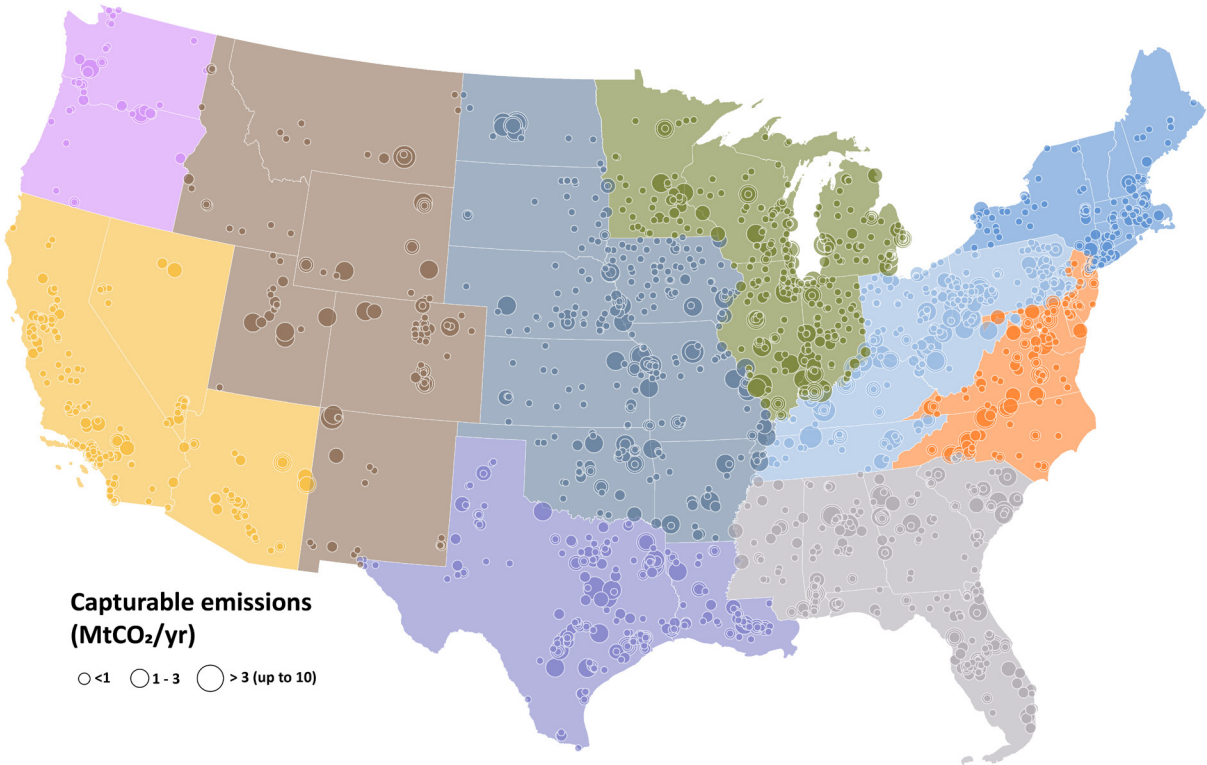 Capturable emissions
(MtCO₂/yr)
<1 1 - 3 > 3 (up to 10)